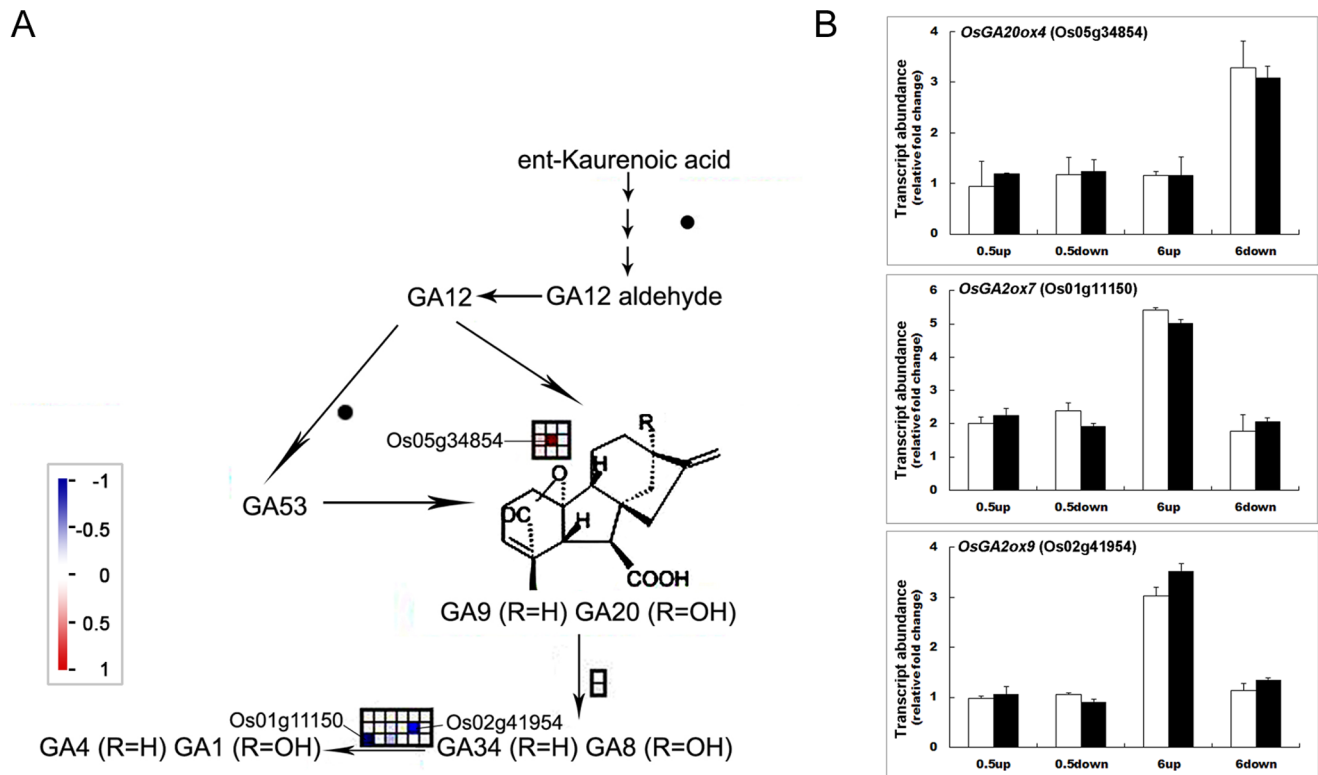 A
ent-Kaurenoic acid
GA12
GA12 aldehyde
Os05g34854
R
O
H
OC
H
COOH
GA53
GA9 (R=H) GA20 (R=OH)
-1
-0.5
0
0.5
1
Os01g11150
Os02g41954
GA4 (R=H) GA1 (R=OH)
GA34 (R=H) GA8 (R=OH)
B
OsGA20ox4 (Os05g34854)
Transcript abundance
(relative fold change)
4
3
2
1
0
0.5up 0.5down 6up 6down
OsGA2ox7 (Os01g11150)
Transcript abundance
(relative fold change)
6
5
4
3
2
1
0
0.5up 0.5down 6up 6down
OsGA2ox9 (Os02g41954)
Transcript abundance
(relative fold change)
4
3
2
1
0
0.5up 0.5down 6up 6down